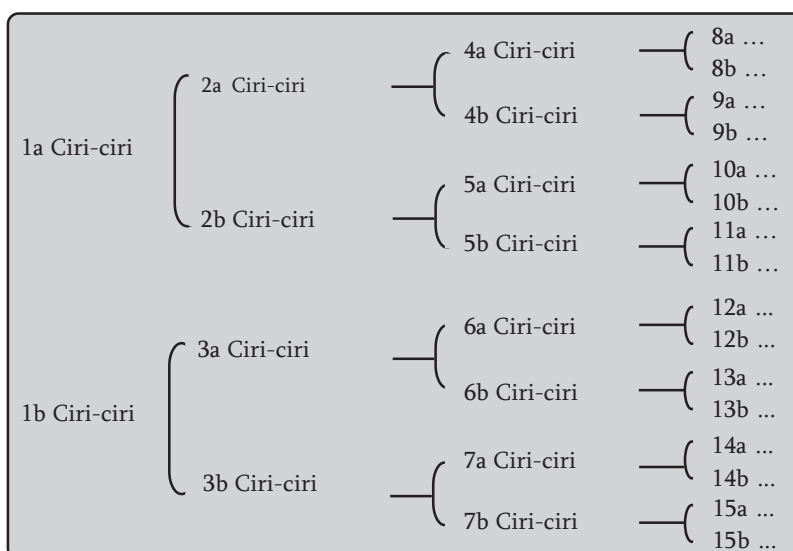 4a Ciri-ciri
8a …
8b …
2a Ciri-ciri
4b Ciri-ciri
9a …
9b …
1a Ciri-ciri
5a Ciri-ciri
10a …
10b …
2b Ciri-ciri
5b Ciri-ciri
11a …
11b …
6a Ciri-ciri
12a ...
12b ...
3a Ciri-ciri
6b Ciri-ciri
13a ...
13b ...
1b Ciri-ciri
7a Ciri-ciri
14a ...
14b ...
3b Ciri-ciri
7b Ciri-ciri
15a ...
15b ...